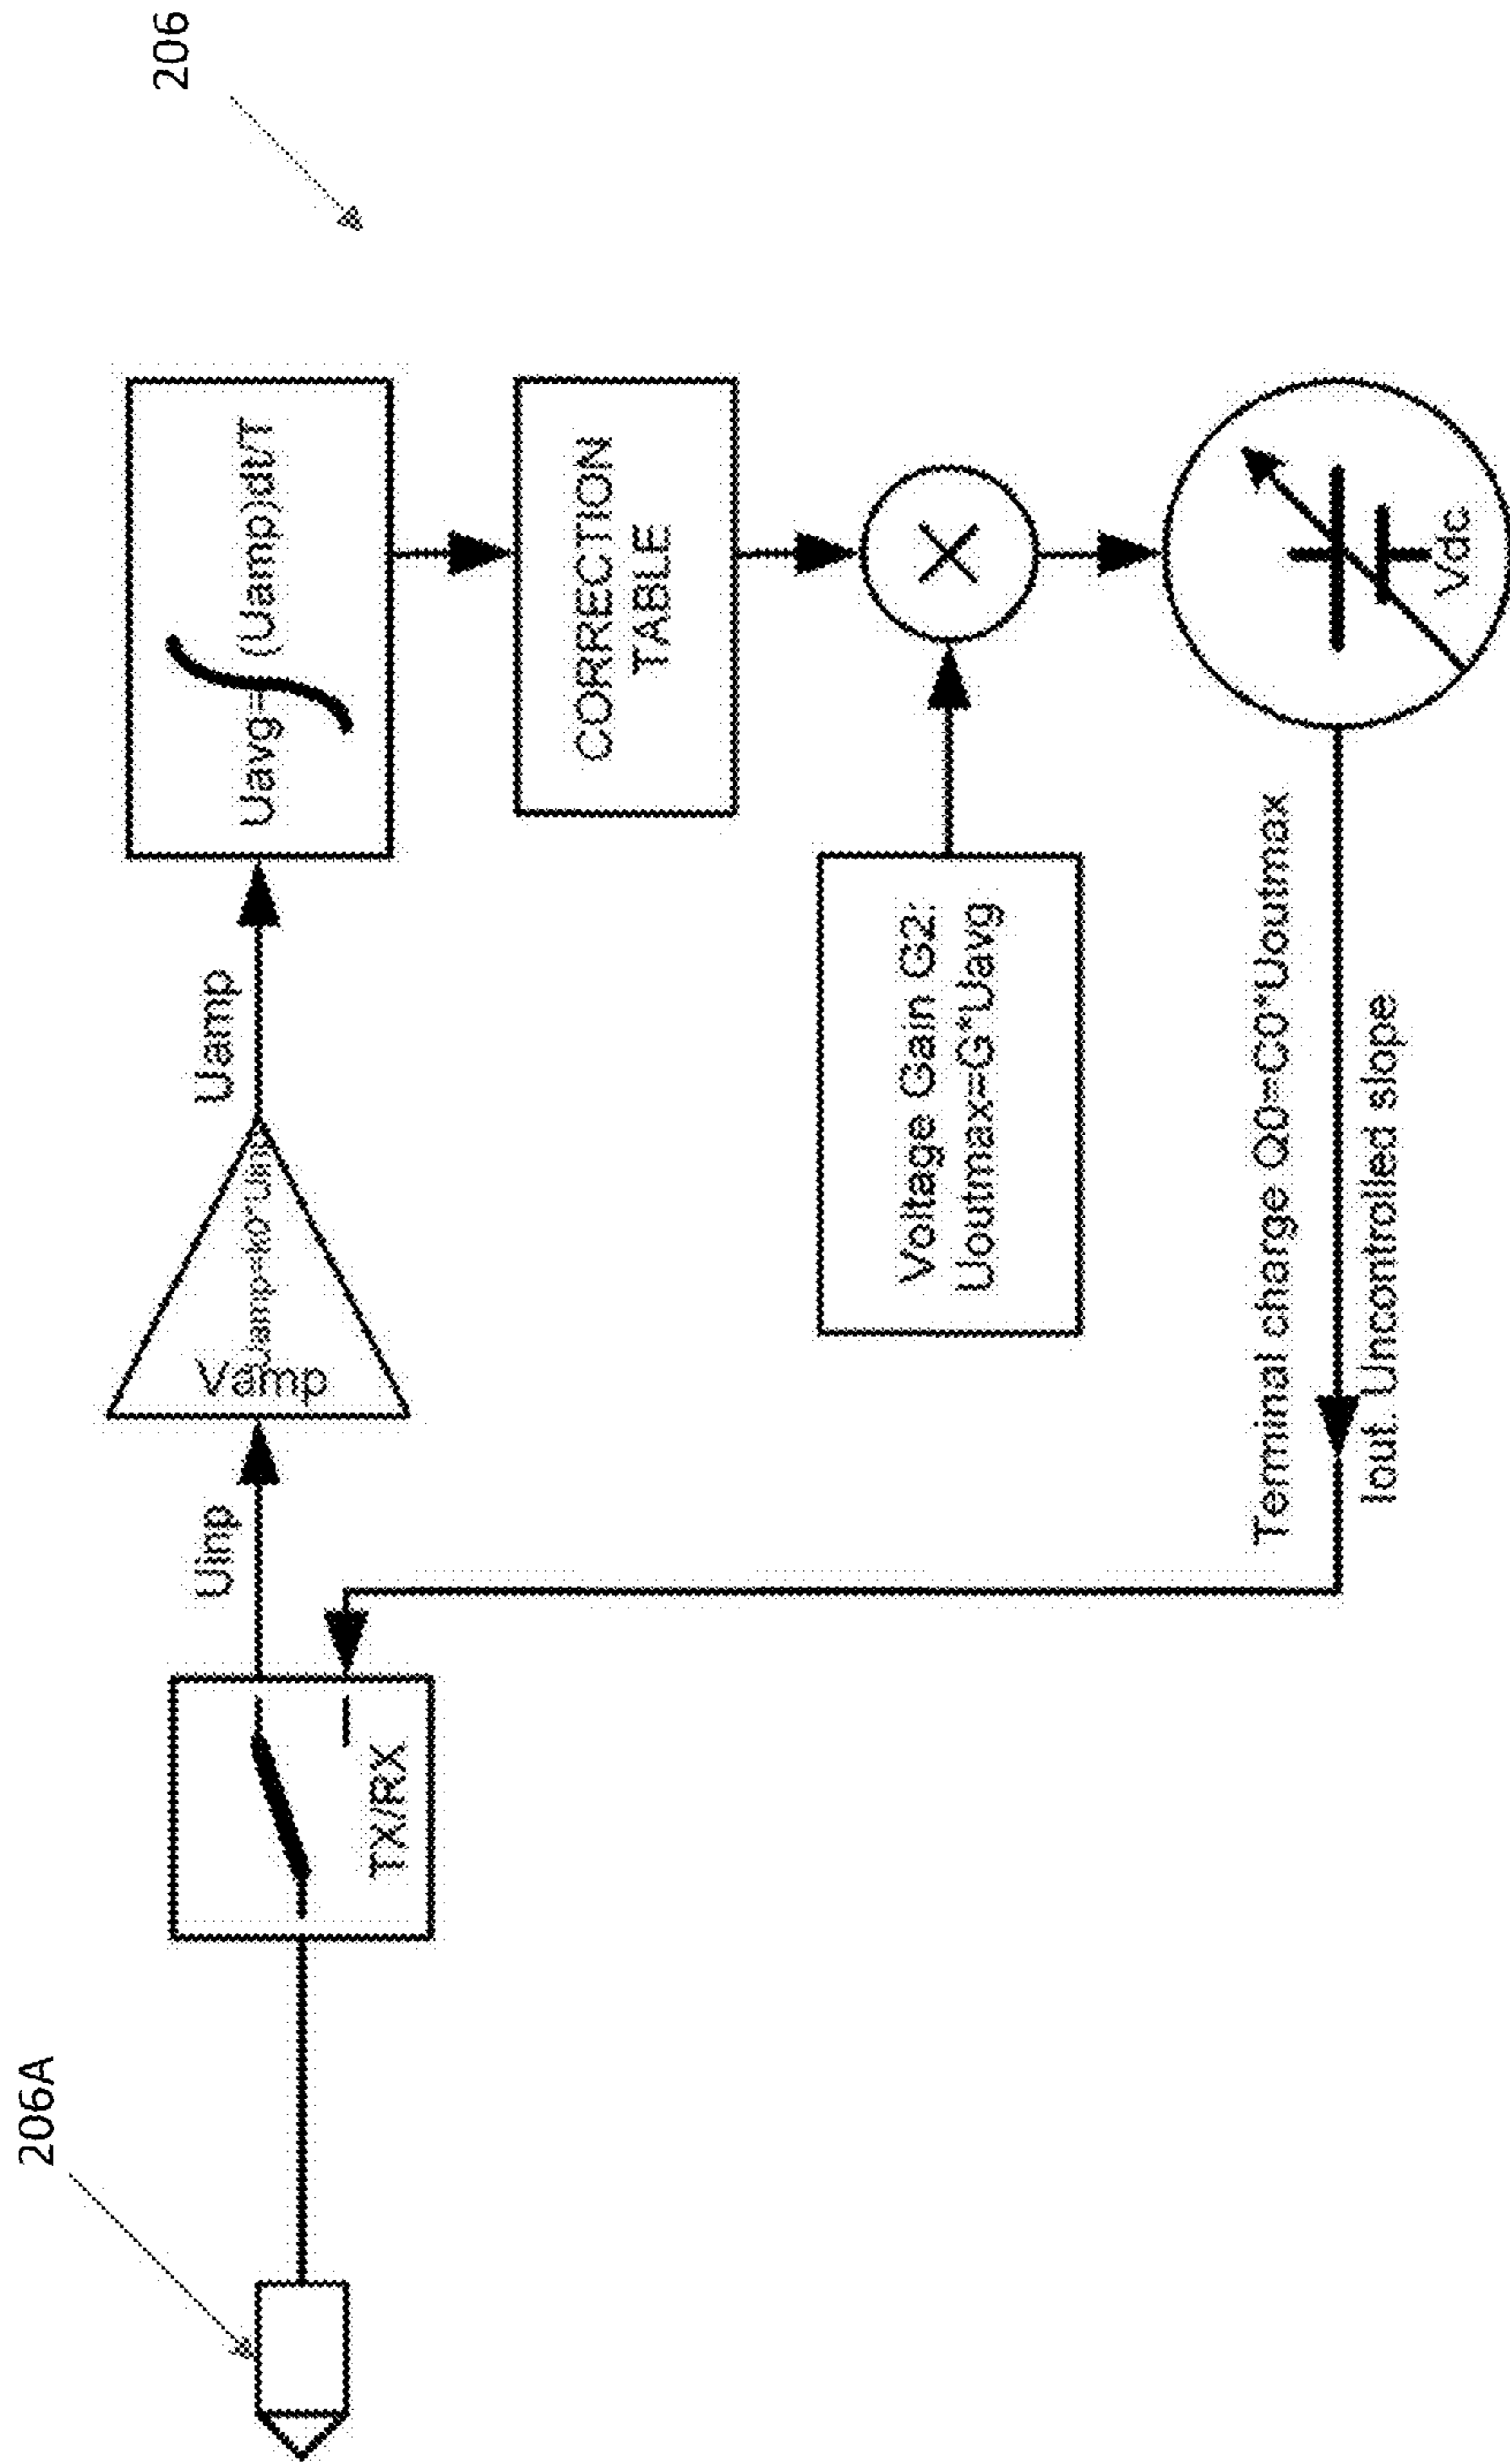 206
206A
TX/RX
Uinp
Vamp
Uamp=k0*Uinp
Uamp
Uavg=∫(Uamp)dt/T
CORRECTION
TABLE
Voltage Gain G2:
Uoutmax=G*Uavg
×
Vdc
Terminal charge Q0=C0*Uoutmax
Iout. Uncontrolled slope